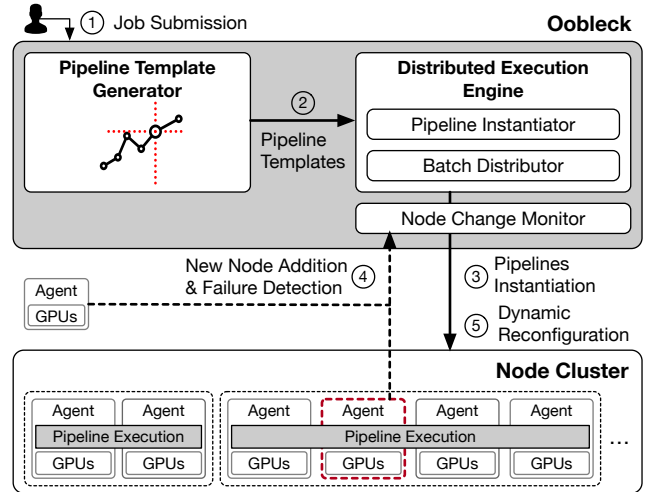 ① Job Submission
Oobleck
Pipeline Template
Generator
②
Pipeline
Templates
Distributed Execution
Engine
Pipeline Instantiator
Batch Distributor
Node Change Monitor
New Node Addition
& Failure Detection
④
③ Pipelines
Instantiation
⑤ Dynamic
Reconfiguration
Agent
GPUs
Node Cluster
Agent Agent Agent Agent Agent Agent
Pipeline Execution Pipeline Execution
GPUs GPUs GPUs GPUs GPUs GPUs
...